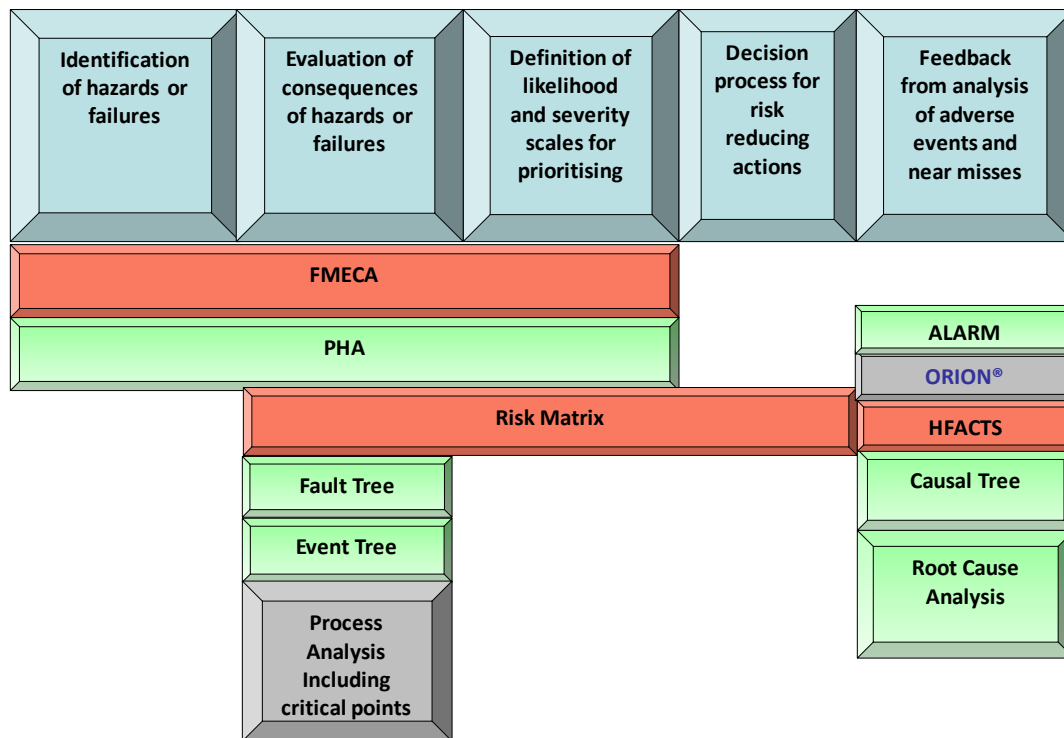 Identification
of hazards or
failures
Evaluation of
consequences
of hazards or
failures
Definition of
likelihood
and severity
scales for
prioritising
Decision
process for
risk
reducing
actions
Feedback
from analysis
of adverse
events and
near misses
FMECA
PHA
ALARM
ORION®
Risk Matrix
HFACTS
Fault Tree
Causal Tree
Event Tree
Root Cause
Analysis
Process
Analysis
Including
critical points